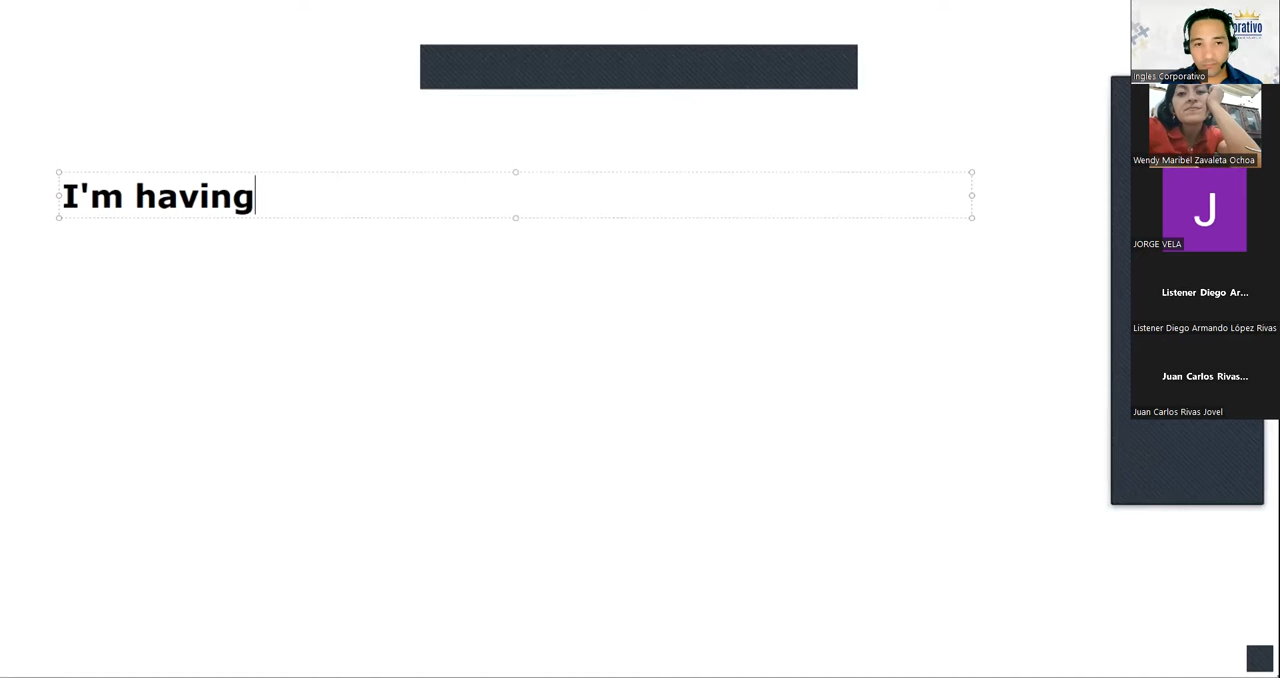 I'm having
orativo
Ingles Corporativo
Wendy Maribel Zavaleta Ochoa
J
JORGE VELA
Listener Diego Ar...
Listener Diego Armando López Rivas
Juan Carlos Rivas...
Juan Carlos Rivas Jovel